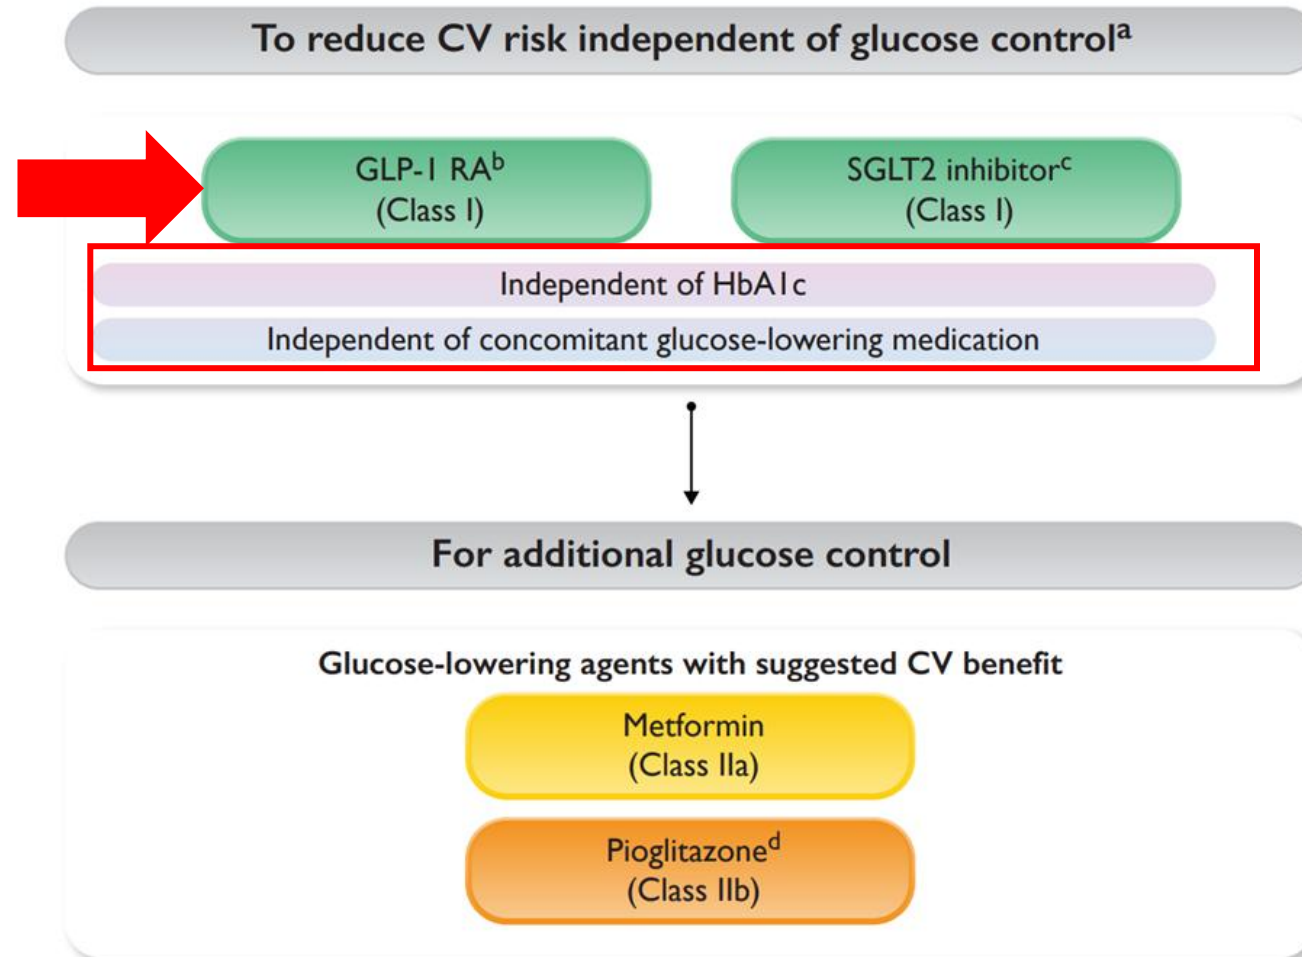 To reduce CV risk independent of glucose controlᵃ
GLP-1 RAᵇ
(Class I)
SGLT2 inhibitorᶜ
(Class I)
Independent of HbA1c
Independent of concomitant glucose-lowering medication
For additional glucose control
Glucose-lowering agents with suggested CV benefit
Metformin
(Class IIa)
Pioglitazoneᵈ
(Class IIb)